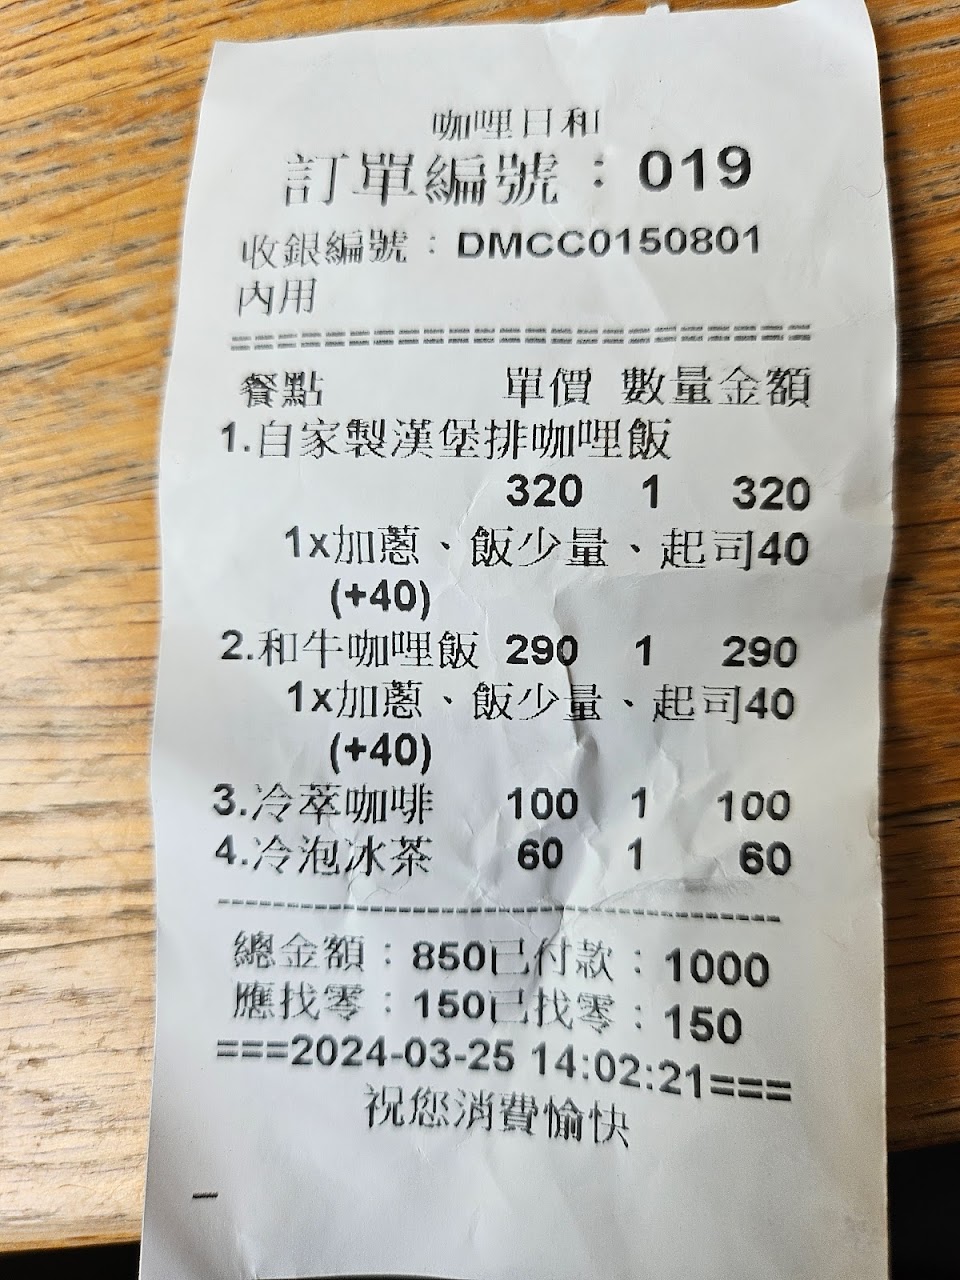 咖哩日和
訂單編號：019
收銀編號：DMCC0150801
內用
================================
餐點 單價 數量金額
1.自家製漢堡排咖哩飯
320 1 320
1x加蔥、飯少量、起司40
(+40)
2.和牛咖哩飯 290 1 290
1x加蔥、飯少量、起司40
(+40)
3.冷萃咖啡 100 1 100
4.冷泡冰茶 60 1 60
------------------------------------------------
總金額：850已付款：1000
應找零：150已找零：150
===2024-03-25 14:02:21===
祝您消費愉快